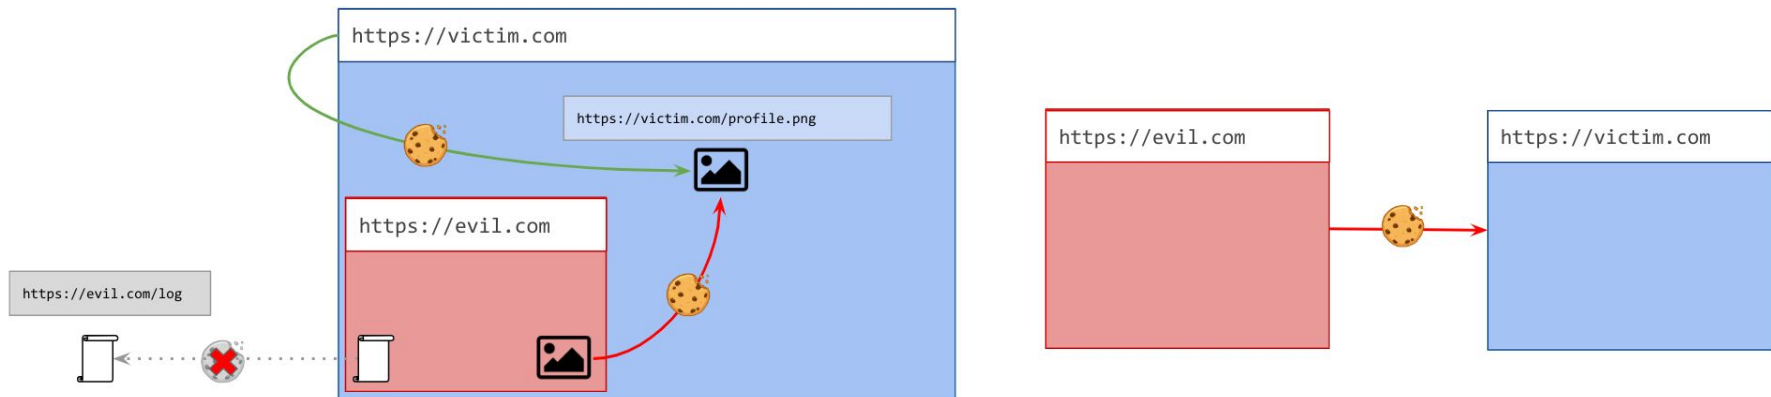 https://victim.com
https://victim.com/profile.png
https://evil.com
https://evil.com/log
https://evil.com
https://victim.com